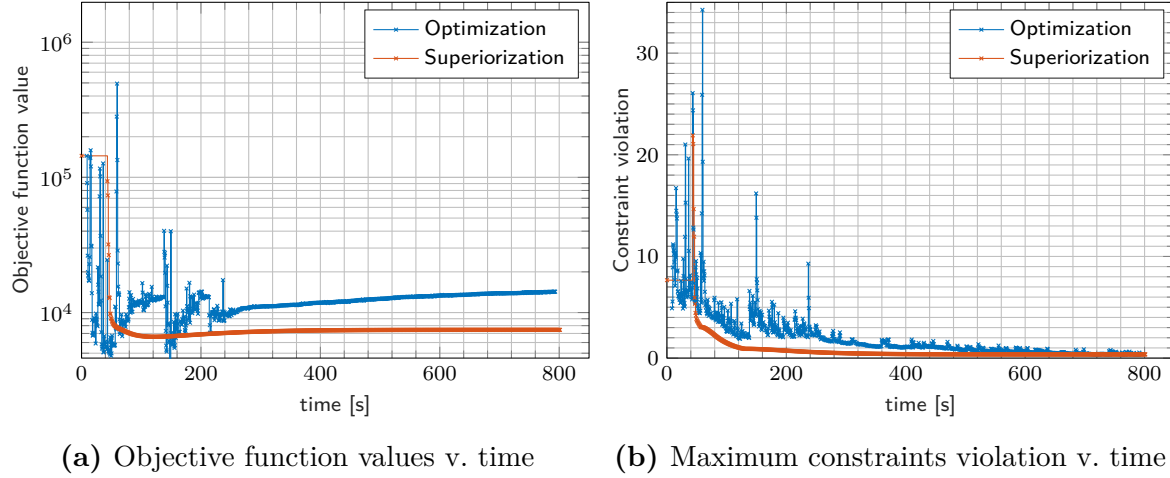 10^6
10^5
10^4
0
200
400
600
800
Objective function value
time [s]
Optimization
Superiorization
30
20
10
0
0
200
400
600
800
Constraint violation
time [s]
Optimization
Superiorization
(a) Objective function values v. time
(b) Maximum constraints violation v. time